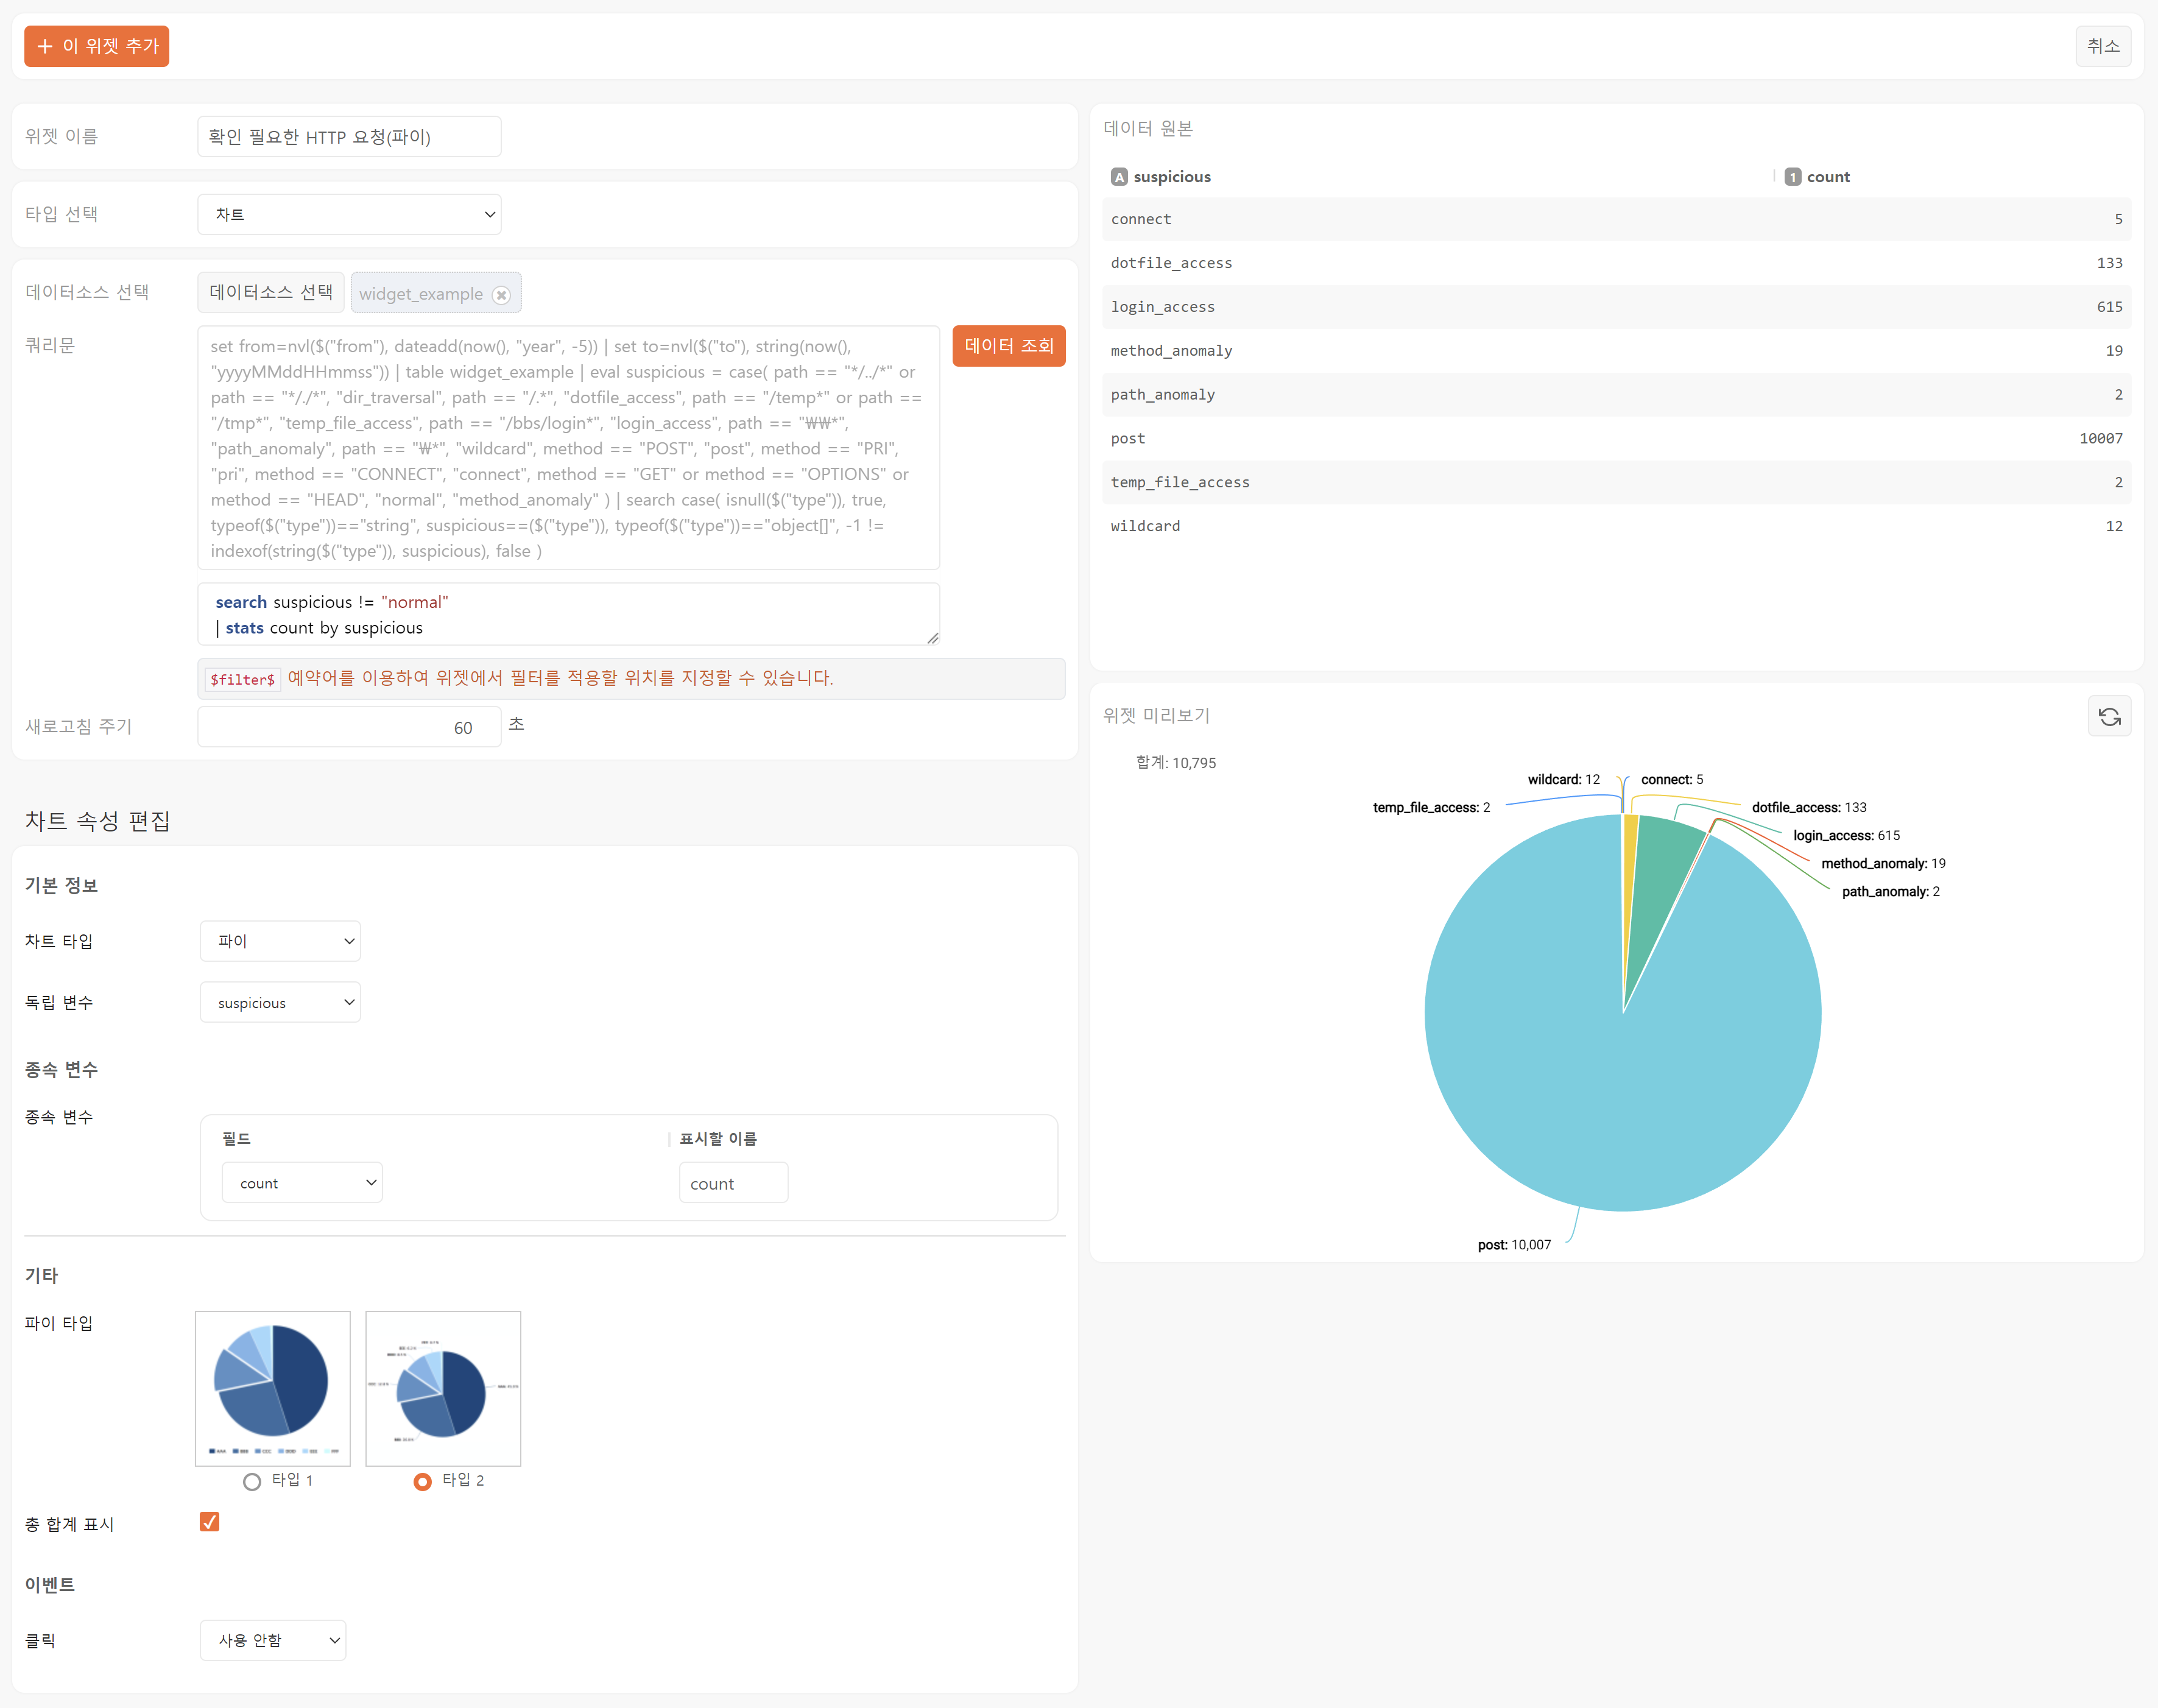 + 이 위젯 추가
취소
위젯 이름
확인 필요한 HTTP 요청(파이)
타입 선택
차트
데이터소스 선택
데이터소스 선택
widget_example
쿼리문
set from=nvl($("from"), dateadd(now(), "year", -5)) | set to=nvl($("to"), string(now(),
"yyyyMMddHHmmss")) | table widget_example | eval suspicious = case( path == "*/../*" or
path == "*/./*", "dir_traversal", path == "/.*", "dotfile_access", path == "/temp*" or path ==
"/tmp*", "temp_file_access", path == "/bbs/login*", "login_access", path == "₩₩*",
"path_anomaly", path == "₩*", "wildcard", method == "POST", "post", method == "PRI",
"pri", method == "CONNECT", "connect", method == "GET" or method == "OPTIONS" or
method == "HEAD", "normal", "method_anomaly" ) | search case( isnull($("type")), true,
typeof($("type"))=="string", suspicious==($("type")), typeof($("type"))=="object[]", -1 !=
indexof(string($("type")), suspicious), false )
데이터 조회
search suspicious != "normal"
| stats count by suspicious
$filter$ 예약어를 이용하여 위젯에서 필터를 적용할 위치를 지정할 수 있습니다.
새로고침 주기
60
초
차트 속성 편집
기본 정보
차트 타입
파이
독립 변수
suspicious
종속 변수
종속 변수
필드
표시할 이름
count
count
기타
파이 타입
타입 1
타입 2
총 합계 표시
이벤트
클릭
사용 안함
데이터 원본
A suspicious
1 count
connect 5
dotfile_access 133
login_access 615
method_anomaly 19
path_anomaly 2
post 10007
temp_file_access 2
wildcard 12
위젯 미리보기
합계: 10,795
wildcard: 12
connect: 5
temp_file_access: 2
dotfile_access: 133
login_access: 615
method_anomaly: 19
path_anomaly: 2
post: 10,007